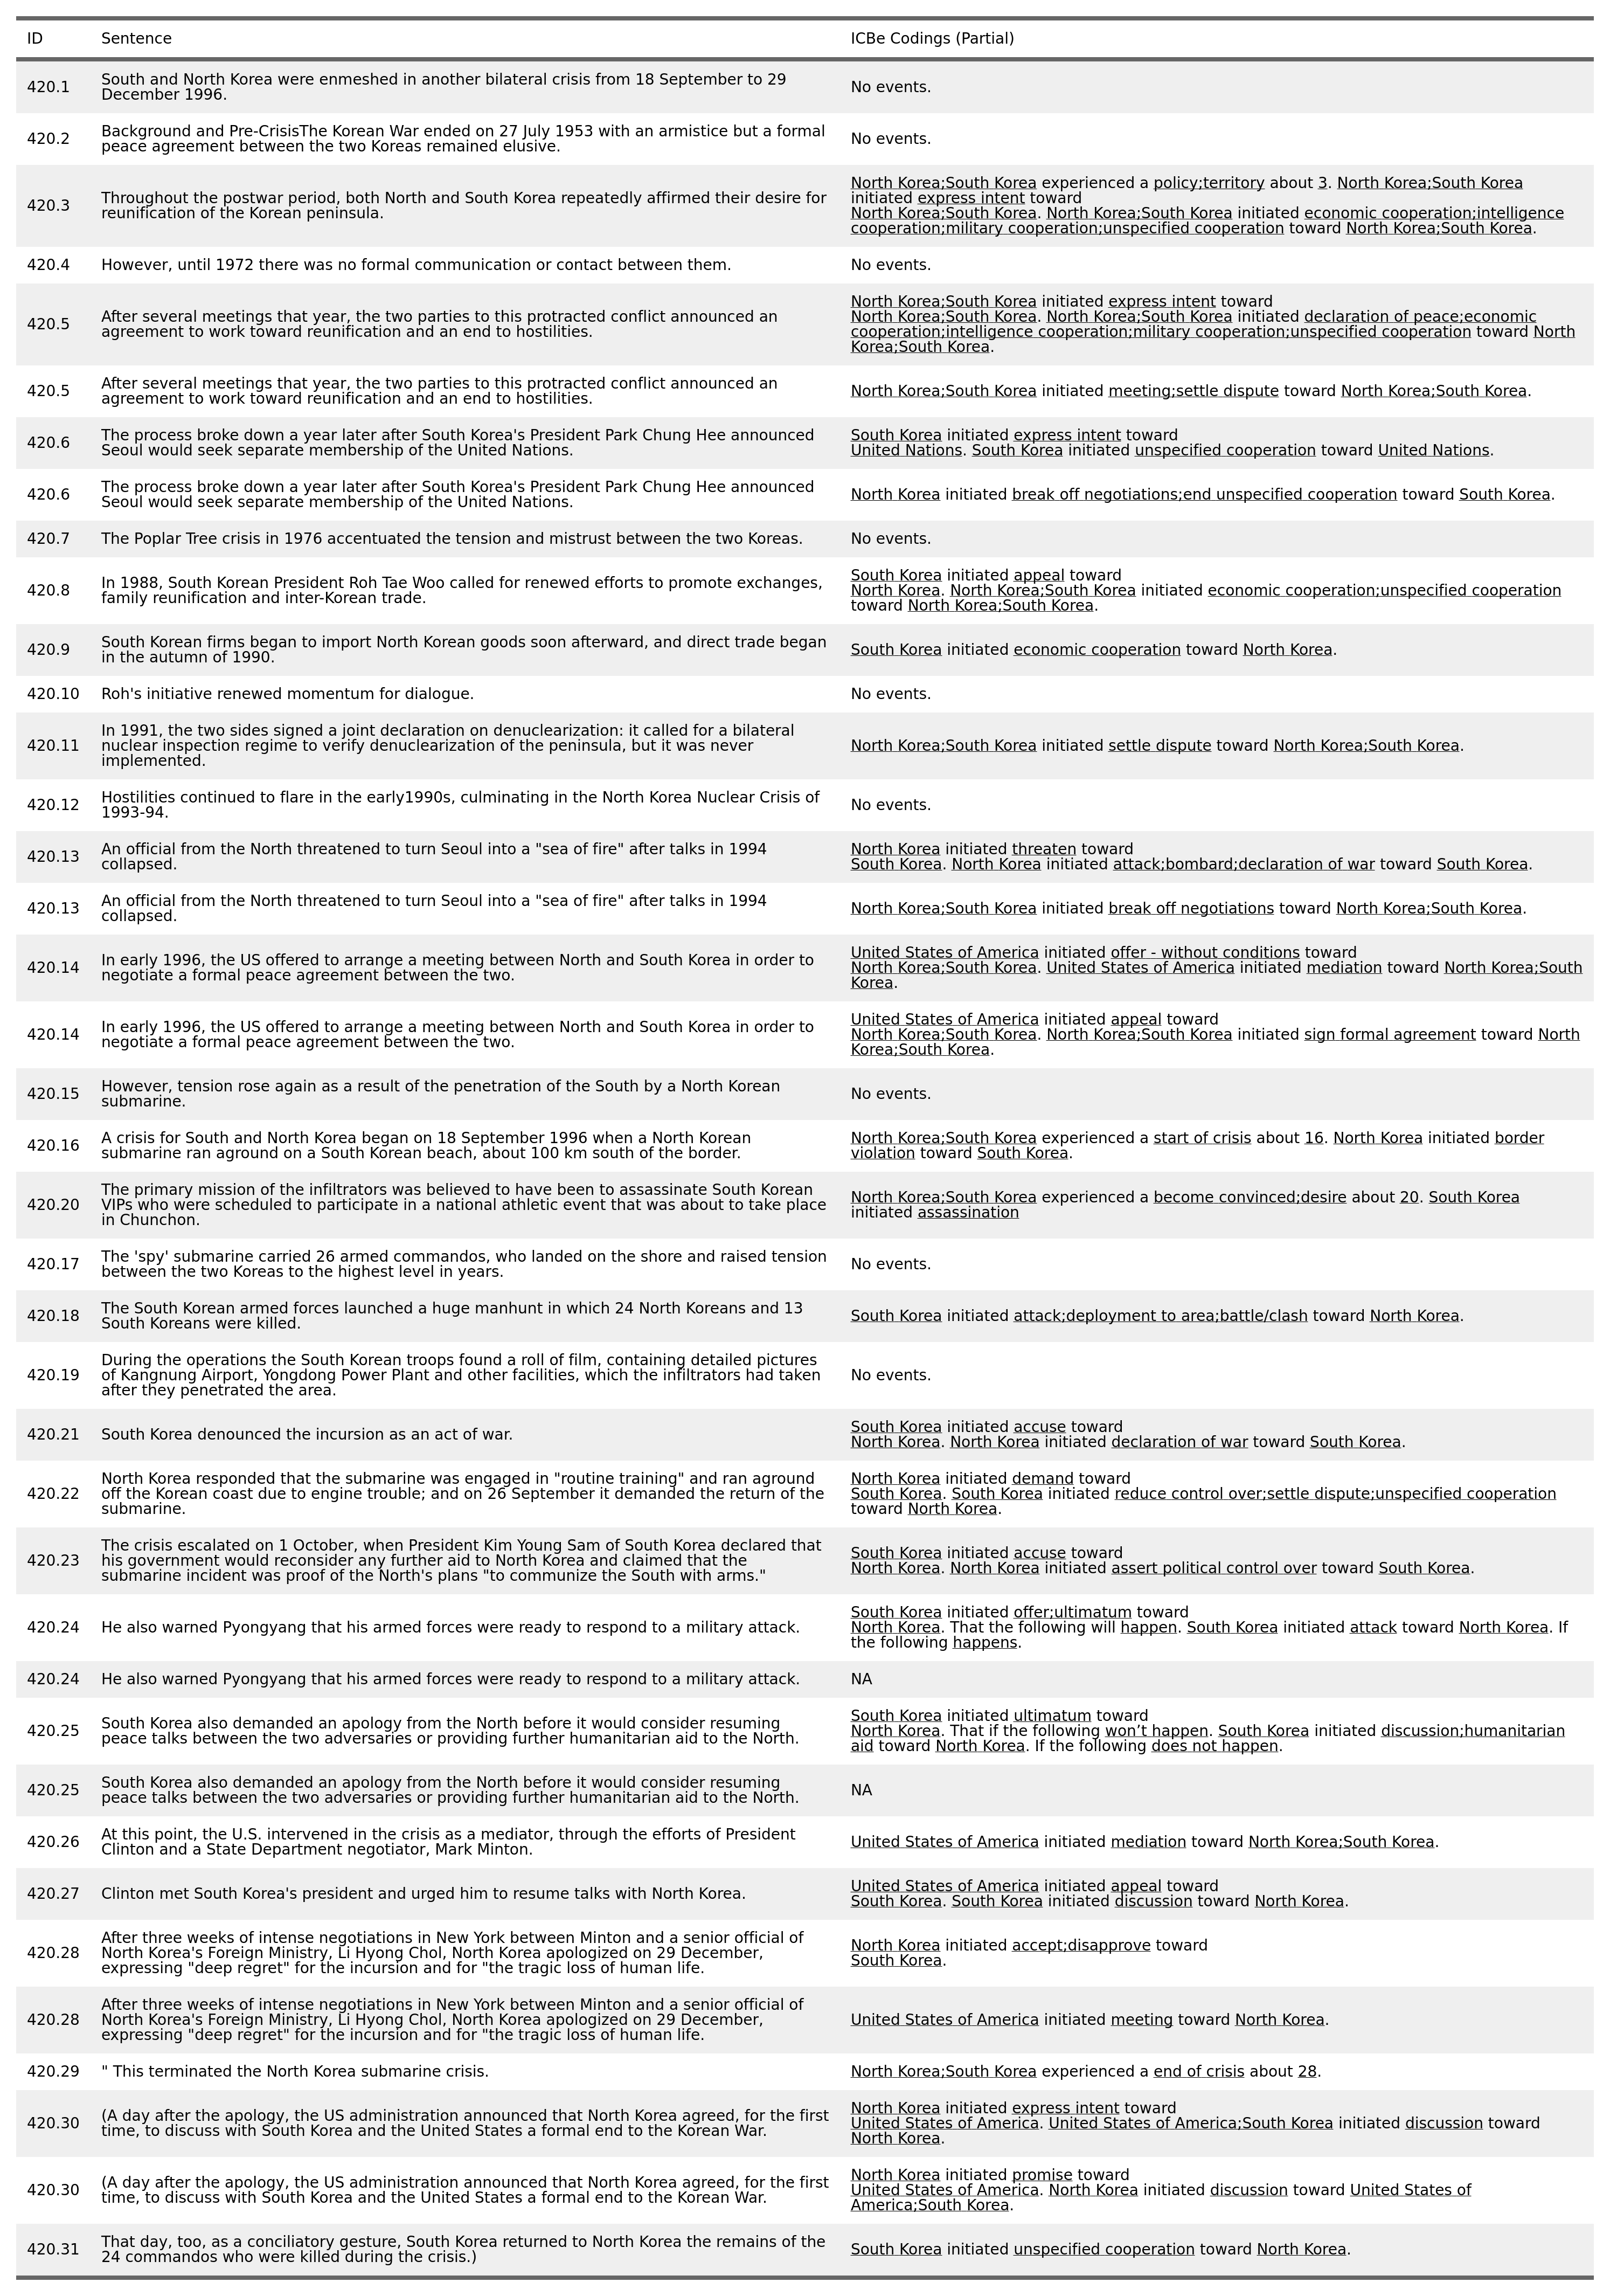 ID Sentence ICBe Codings (Partial)
420.1 South and North Korea were enmeshed in another bilateral crisis from 18 September to 29 No events.
December 1996.
420.2 Background and Pre-CrisisThe Korean War ended on 27 July 1953 with an armistice but a formal No events.
peace agreement between the two Koreas remained elusive.
420.3 Throughout the postwar period, both North and South Korea repeatedly affirmed their desire for
reunification of the Korean peninsula.
North Korea;South Korea experienced a policy;territory about 3. North Korea;South Korea
initiated express intent toward
North Korea;South Korea. North Korea;South Korea initiated economic cooperation;intelligence
cooperation;military cooperation;unspecified cooperation toward North Korea;South Korea.
420.4 However, until 1972 there was no formal communication or contact between them. No events.
420.5 After several meetings that year, the two parties to this protracted conflict announced an
agreement to work toward reunification and an end to hostilities.
North Korea;South Korea initiated express intent toward
North Korea;South Korea. North Korea;South Korea initiated declaration of peace;economic
cooperation;intelligence cooperation;military cooperation;unspecified cooperation toward North
Korea;South Korea.
420.5 After several meetings that year, the two parties to this protracted conflict announced an
agreement to work toward reunification and an end to hostilities.
North Korea;South Korea initiated meeting;settle dispute toward North Korea;South Korea.
420.6 The process broke down a year later after South Korea's President Park Chung Hee announced
Seoul would seek separate membership of the United Nations.
South Korea initiated express intent toward
United Nations. South Korea initiated unspecified cooperation toward United Nations.
420.6 The process broke down a year later after South Korea's President Park Chung Hee announced
Seoul would seek separate membership of the United Nations.
North Korea initiated break off negotiations;end unspecified cooperation toward South Korea.
420.7 The Poplar Tree crisis in 1976 accentuated the tension and mistrust between the two Koreas. No events.
420.8 In 1988, South Korean President Roh Tae Woo called for renewed efforts to promote exchanges,
family reunification and inter-Korean trade.
South Korea initiated appeal toward
North Korea. North Korea;South Korea initiated economic cooperation;unspecified cooperation
toward North Korea;South Korea.
420.9 South Korean firms began to import North Korean goods soon afterward, and direct trade began
in the autumn of 1990.
South Korea initiated economic cooperation toward North Korea.
420.10 Roh's initiative renewed momentum for dialogue. No events.
420.11 In 1991, the two sides signed a joint declaration on denuclearization: it called for a bilateral
nuclear inspection regime to verify denuclearization of the peninsula, but it was never
implemented.
North Korea;South Korea initiated settle dispute toward North Korea;South Korea.
420.12 Hostilities continued to flare in the early1990s, culminating in the North Korea Nuclear Crisis of
1993-94.
No events.
420.13 An official from the North threatened to turn Seoul into a "sea of fire" after talks in 1994
collapsed.
North Korea initiated threaten toward
South Korea. North Korea initiated attack;bombard;declaration of war toward South Korea.
420.13 An official from the North threatened to turn Seoul into a "sea of fire" after talks in 1994
collapsed.
North Korea;South Korea initiated break off negotiations toward North Korea;South Korea.
420.14 In early 1996, the US offered to arrange a meeting between North and South Korea in order to
negotiate a formal peace agreement between the two.
United States of America initiated offer - without conditions toward
North Korea;South Korea. United States of America initiated mediation toward North Korea;South
Korea.
420.14 In early 1996, the US offered to arrange a meeting between North and South Korea in order to
negotiate a formal peace agreement between the two.
United States of America initiated appeal toward
North Korea;South Korea. North Korea;South Korea initiated sign formal agreement toward North
Korea;South Korea.
420.15 However, tension rose again as a result of the penetration of the South by a North Korean
submarine.
No events.
420.16 A crisis for South and North Korea began on 18 September 1996 when a North Korean
submarine ran aground on a South Korean beach, about 100 km south of the border.
North Korea;South Korea experienced a start of crisis about 16. North Korea initiated border
violation toward South Korea.
420.20 The primary mission of the infiltrators was believed to have been to assassinate South Korean
VIPs who were scheduled to participate in a national athletic event that was about to take place
in Chunchon.
North Korea;South Korea experienced a become convinced;desire about 20. South Korea
initiated assassination
420.17 The 'spy' submarine carried 26 armed commandos, who landed on the shore and raised tension
between the two Koreas to the highest level in years.
No events.
420.18 The South Korean armed forces launched a huge manhunt in which 24 North Koreans and 13
South Koreans were killed.
South Korea initiated attack;deployment to area;battle/clash toward North Korea.
420.19 During the operations the South Korean troops found a roll of film, containing detailed pictures
of Kangnung Airport, Yongdong Power Plant and other facilities, which the infiltrators had taken
after they penetrated the area.
No events.
420.21 South Korea denounced the incursion as an act of war.
South Korea initiated accuse toward
North Korea. North Korea initiated declaration of war toward South Korea.
420.22 North Korea responded that the submarine was engaged in "routine training" and ran aground
off the Korean coast due to engine trouble; and on 26 September it demanded the return of the
submarine.
North Korea initiated demand toward
South Korea. South Korea initiated reduce control over;settle dispute;unspecified cooperation
toward North Korea.
420.23 The crisis escalated on 1 October, when President Kim Young Sam of South Korea declared that
his government would reconsider any further aid to North Korea and claimed that the
submarine incident was proof of the North's plans "to communize the South with arms."
South Korea initiated accuse toward
North Korea. North Korea initiated assert political control over toward South Korea.
420.24 He also warned Pyongyang that his armed forces were ready to respond to a military attack.
South Korea initiated offer;ultimatum toward
North Korea. That the following will happen. South Korea initiated attack toward North Korea. If
the following happens.
420.24 He also warned Pyongyang that his armed forces were ready to respond to a military attack. NA
420.25 South Korea also demanded an apology from the North before it would consider resuming
peace talks between the two adversaries or providing further humanitarian aid to the North.
South Korea initiated ultimatum toward
North Korea. That if the following won’t happen. South Korea initiated discussion;humanitarian
aid toward North Korea. If the following does not happen.
420.25 South Korea also demanded an apology from the North before it would consider resuming
peace talks between the two adversaries or providing further humanitarian aid to the North.
NA
420.26 At this point, the U.S. intervened in the crisis as a mediator, through the efforts of President
Clinton and a State Department negotiator, Mark Minton.
United States of America initiated mediation toward North Korea;South Korea.
420.27 Clinton met South Korea's president and urged him to resume talks with North Korea.
United States of America initiated appeal toward
South Korea. South Korea initiated discussion toward North Korea.
420.28 After three weeks of intense negotiations in New York between Minton and a senior official of
North Korea's Foreign Ministry, Li Hyong Chol, North Korea apologized on 29 December,
expressing "deep regret" for the incursion and for "the tragic loss of human life.
North Korea initiated accept;disapprove toward
South Korea.
420.28 After three weeks of intense negotiations in New York between Minton and a senior official of
North Korea's Foreign Ministry, Li Hyong Chol, North Korea apologized on 29 December,
expressing "deep regret" for the incursion and for "the tragic loss of human life.
United States of America initiated meeting toward North Korea.
420.29 " This terminated the North Korea submarine crisis. North Korea;South Korea experienced a end of crisis about 28.
420.30 (A day after the apology, the US administration announced that North Korea agreed, for the first
time, to discuss with South Korea and the United States a formal end to the Korean War.
North Korea initiated express intent toward
United States of America. United States of America;South Korea initiated discussion toward
North Korea.
420.30 (A day after the apology, the US administration announced that North Korea agreed, for the first
time, to discuss with South Korea and the United States a formal end to the Korean War.
North Korea initiated promise toward
United States of America. North Korea initiated discussion toward United States of
America;South Korea.
420.31 That day, too, as a conciliatory gesture, South Korea returned to North Korea the remains of the
24 commandos who were killed during the crisis.)
South Korea initiated unspecified cooperation toward North Korea.